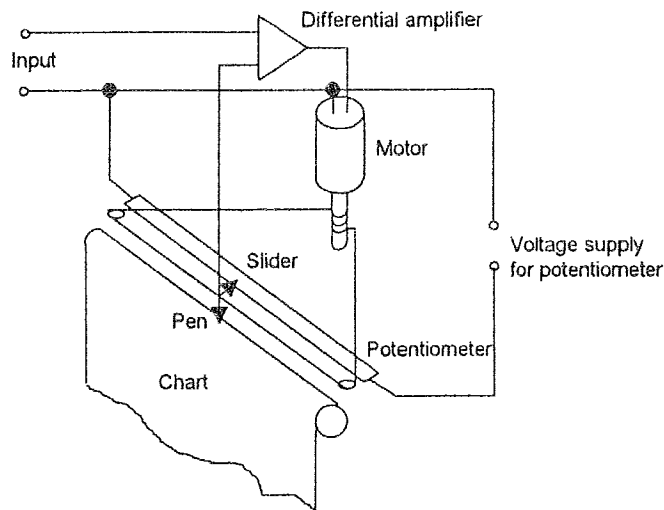 Differential amplifier
Input
Motor
Voltage supply
for potentiometer
Slider
Pen
Potentiometer
Chart